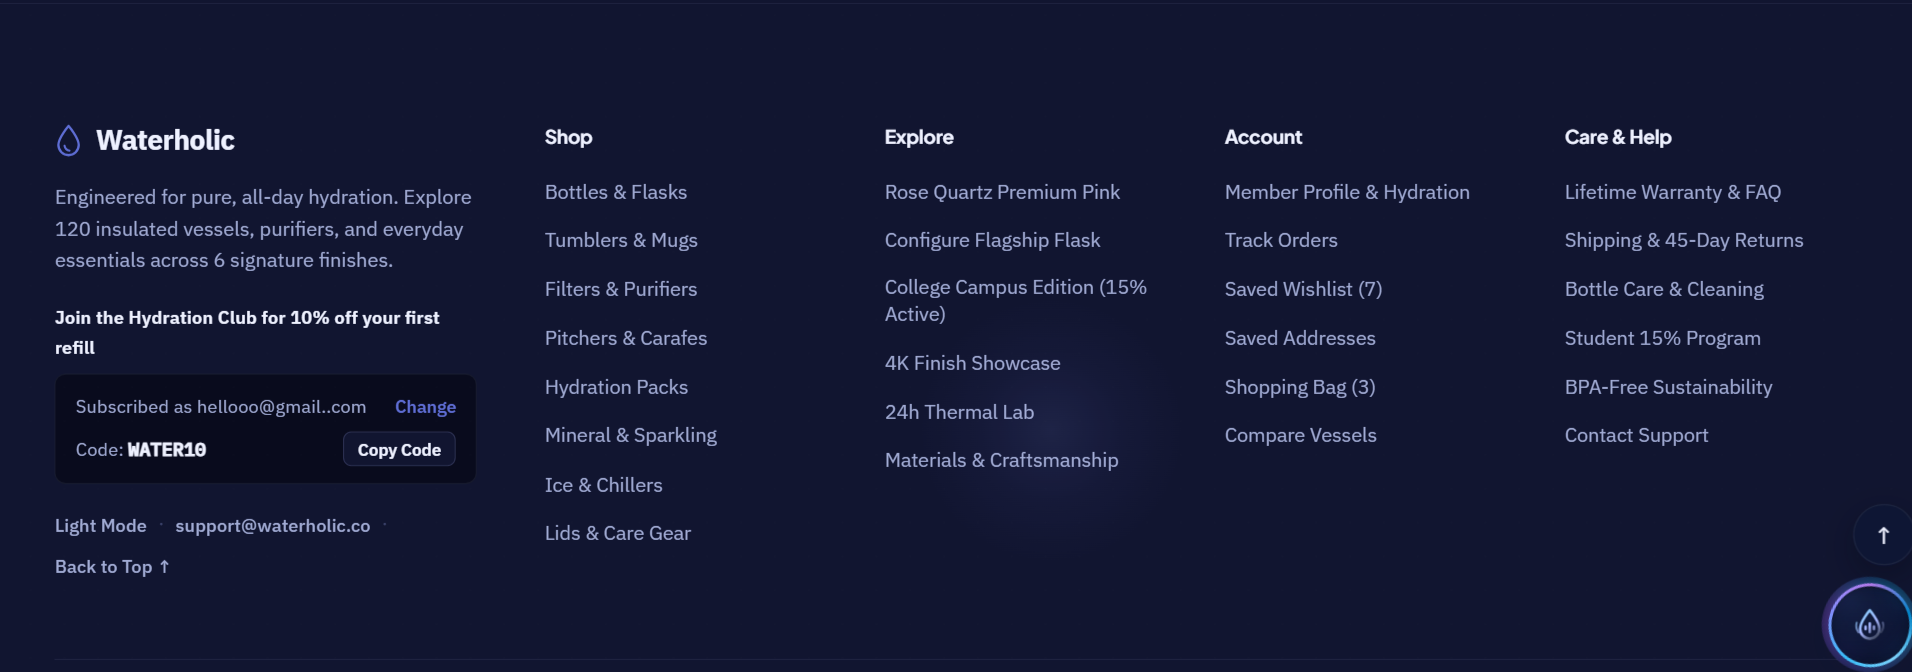 Waterholic
Engineered for pure, all-day hydration. Explore
120 insulated vessels, purifiers, and everyday
essentials across 6 signature finishes.
Join the Hydration Club for 10% off your first
refill
Subscribed as hellooo@gmail..com Change
Code: WATER10 Copy Code
Light Mode · support@waterholic.co ·
Back to Top ↑
Shop
Bottles & Flasks
Tumblers & Mugs
Filters & Purifiers
Pitchers & Carafes
Hydration Packs
Mineral & Sparkling
Ice & Chillers
Lids & Care Gear
Explore
Rose Quartz Premium Pink
Configure Flagship Flask
College Campus Edition (15%
Active)
4K Finish Showcase
24h Thermal Lab
Materials & Craftsmanship
Account
Member Profile & Hydration
Track Orders
Saved Wishlist (7)
Saved Addresses
Shopping Bag (3)
Compare Vessels
Care & Help
Lifetime Warranty & FAQ
Shipping & 45-Day Returns
Bottle Care & Cleaning
Student 15% Program
BPA-Free Sustainability
Contact Support
↑